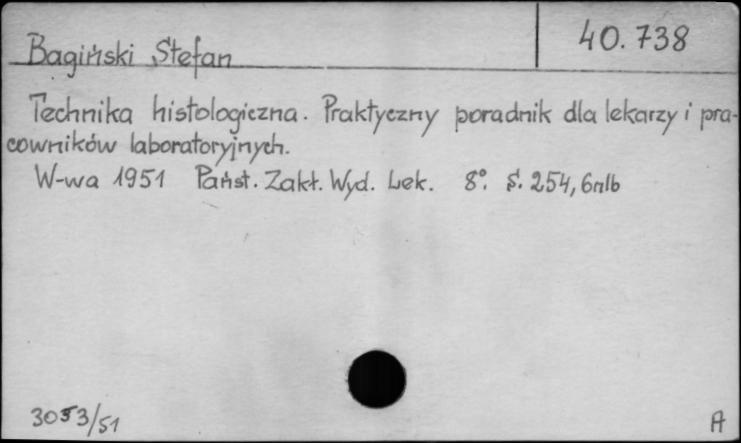 40.738
Bagiński Stefan
Technika histologiczna. Praktyczny poradnik dla lekarzy i pra-
cowników laboratoryjnych.
W-wa 1951 Państ. Zakł. Wyd. Lek. 8°. S. 254, 6nlb
3053/51
A